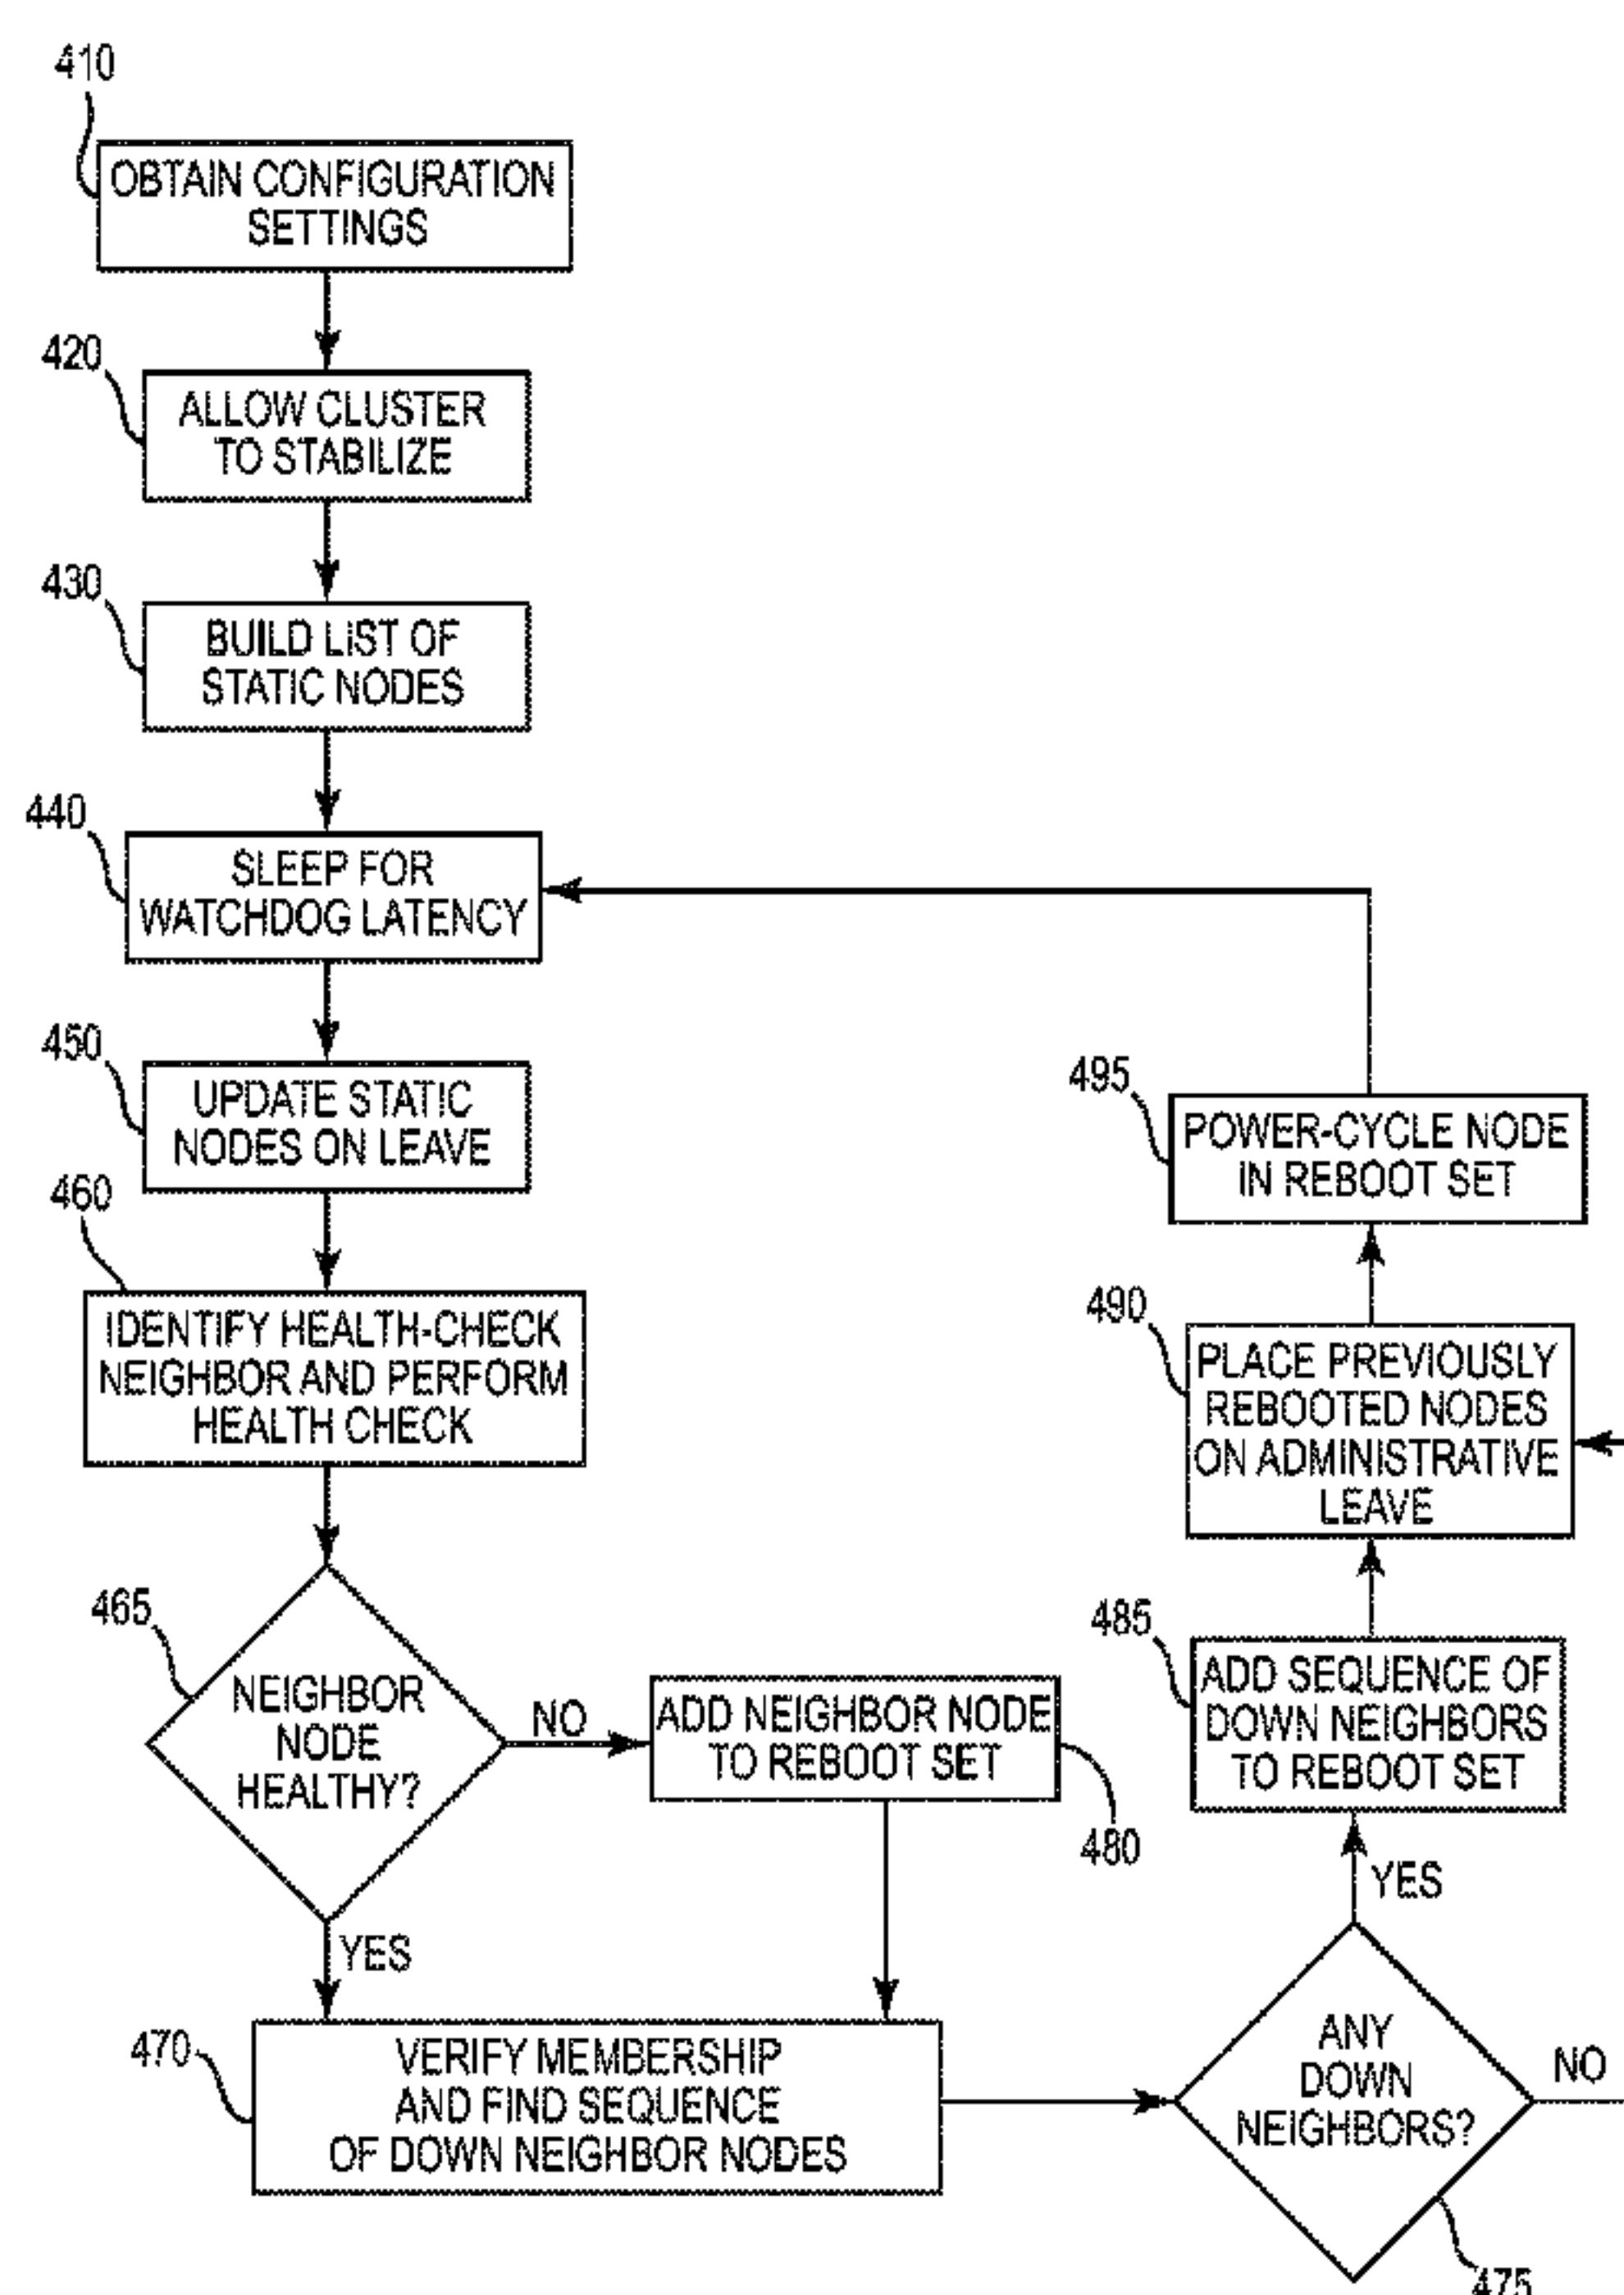 410
OBTAIN CONFIGURATION
SETTINGS
420
ALLOW CLUSTER
TO STABILIZE
430
BUILD LIST OF
STATIC NODES
440
SLEEP FOR
WATCHDOG LATENCY
450
UPDATE STATIC
NODES ON LEAVE
460
IDENTIFY HEALTH-CHECK
NEIGHBOR AND PERFORM
HEALTH CHECK
465
NEIGHBOR
NODE
HEALTHY?
NO
YES
ADD NEIGHBOR NODE
TO REBOOT SET
480
470
VERIFY MEMBERSHIP
AND FIND SEQUENCE
OF DOWN NEIGHBOR NODES
ANY
DOWN
NEIGHBORS?
475
NO
YES
485
ADD SEQUENCE OF
DOWN NEIGHBORS
TO REBOOT SET
490
PLACE PREVIOUSLY
REBOOTED NODES
ON ADMINISTRATIVE
LEAVE
495
POWER-CYCLE NODE
IN REBOOT SET